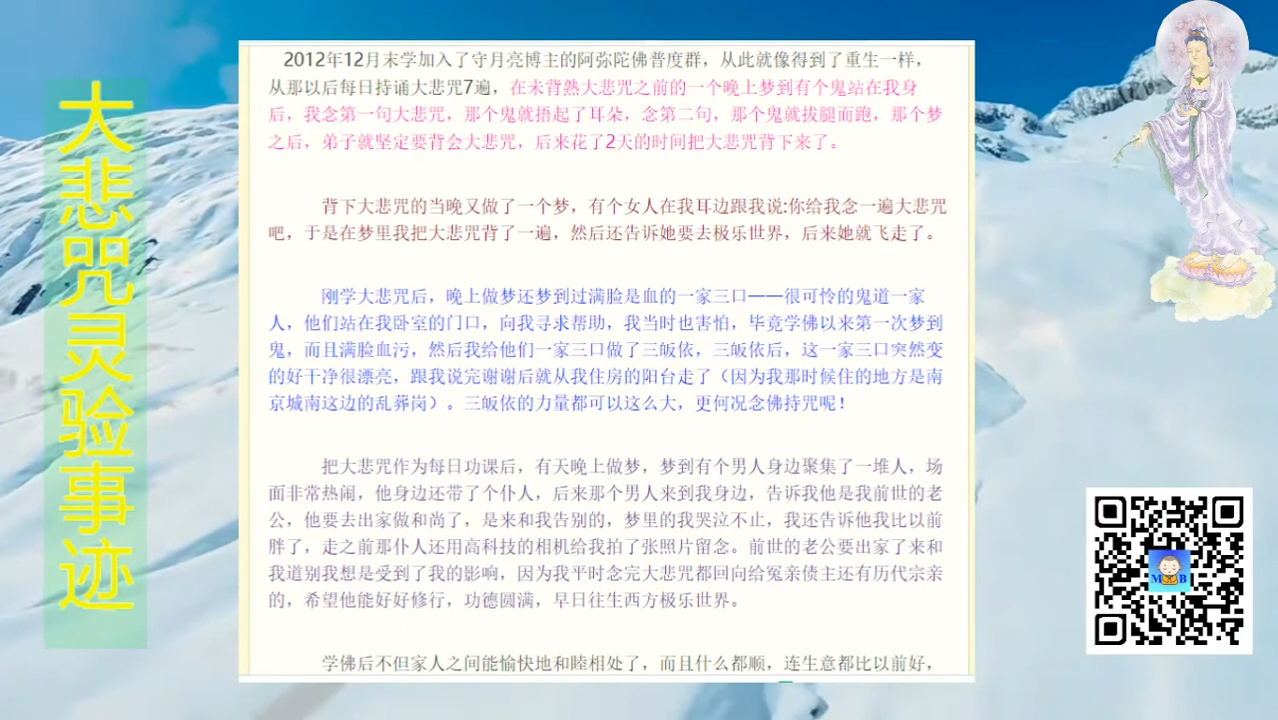 大悲咒灵验事迹
2012年12月末学加入了守月亮博主的阿弥陀佛普度群，从此就像得到了重生一样，
从那以后每日持诵大悲咒7遍，在未背熟大悲咒之前的一个晚上梦到有个鬼站在我身
后，我念第一句大悲咒，那个鬼就捂起了耳朵，念第二句，那个鬼就拔腿而跑，那个梦
之后，弟子就坚定要背会大悲咒，后来花了2天的时间把大悲咒背下来了。
背下大悲咒的当晚又做了一个梦，有个女人在我耳边跟我说:你给我念一遍大悲咒
吧，于是在梦里我把大悲咒背了一遍，然后还告诉她要去极乐世界，后来她就飞走了。
刚学大悲咒后，晚上做梦还梦到过满脸是血的一家三口——很可怜的鬼道一家
人，他们站在我卧室的门口，向我寻求帮助，我当时也害怕，毕竟学佛以来第一次梦到
鬼，而且满脸血污，然后我给他们一家三口做了三皈依，三皈依后，这一家三口突然变
的好干净很漂亮，跟我说完谢谢后就从我住房的阳台走了（因为我那时候住的地方是南
京城南这边的乱葬岗）。三皈依的力量都可以这么大，更何况念佛持咒呢！
把大悲咒作为每日功课后，有天晚上做梦，梦到有个男人身边聚集了一堆人，场
面非常热闹，他身边还带了个仆人，后来那个男人来到我身边，告诉我他是我前世的老
公，他要去出家做和尚了，是来和我告别的，梦里的我哭泣不止，我还告诉他我比以前
胖了，走之前那仆人还用高科技的相机给我拍了张照片留念。前世的老公要出家了来和
我道别我想是受到了我的影响，因为我平时念完大悲咒都回向给冤亲债主还有历代宗亲
的，希望他能好好修行，功德圆满，早日往生西方极乐世界。
学佛后不但家人之间能愉快地和睦相处了，而且什么都顺，连生意都比以前好，
M B